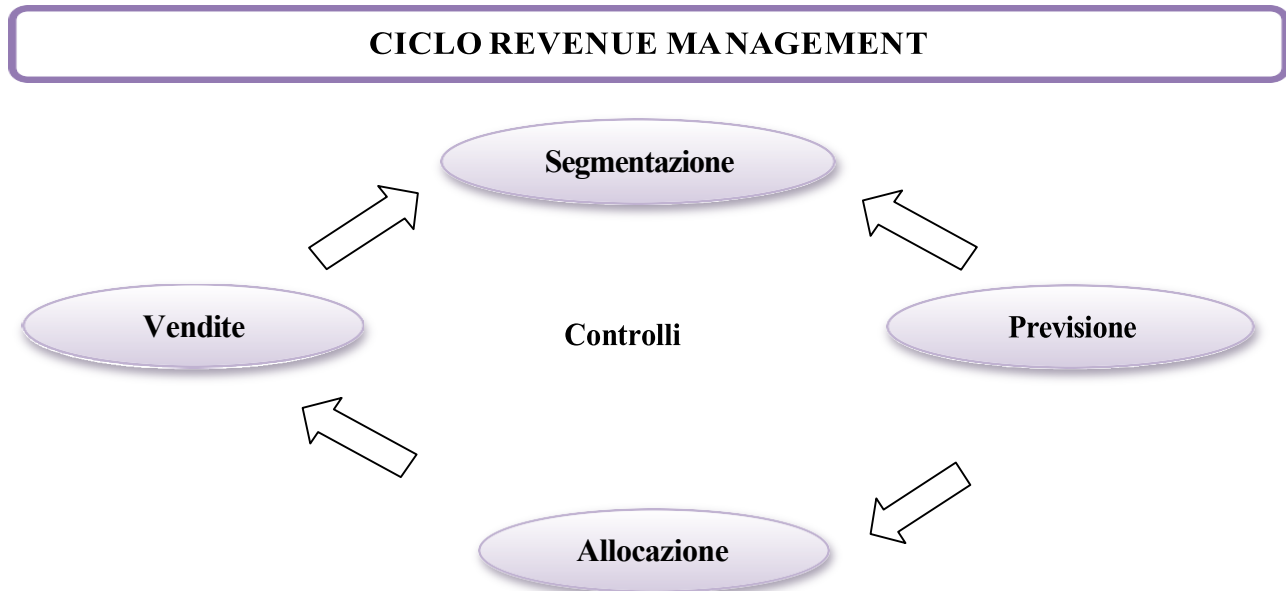 CICLO REVENUE MANAGEMENT
Segmentazione
Vendite
Controlli
Previsione
Allocazione